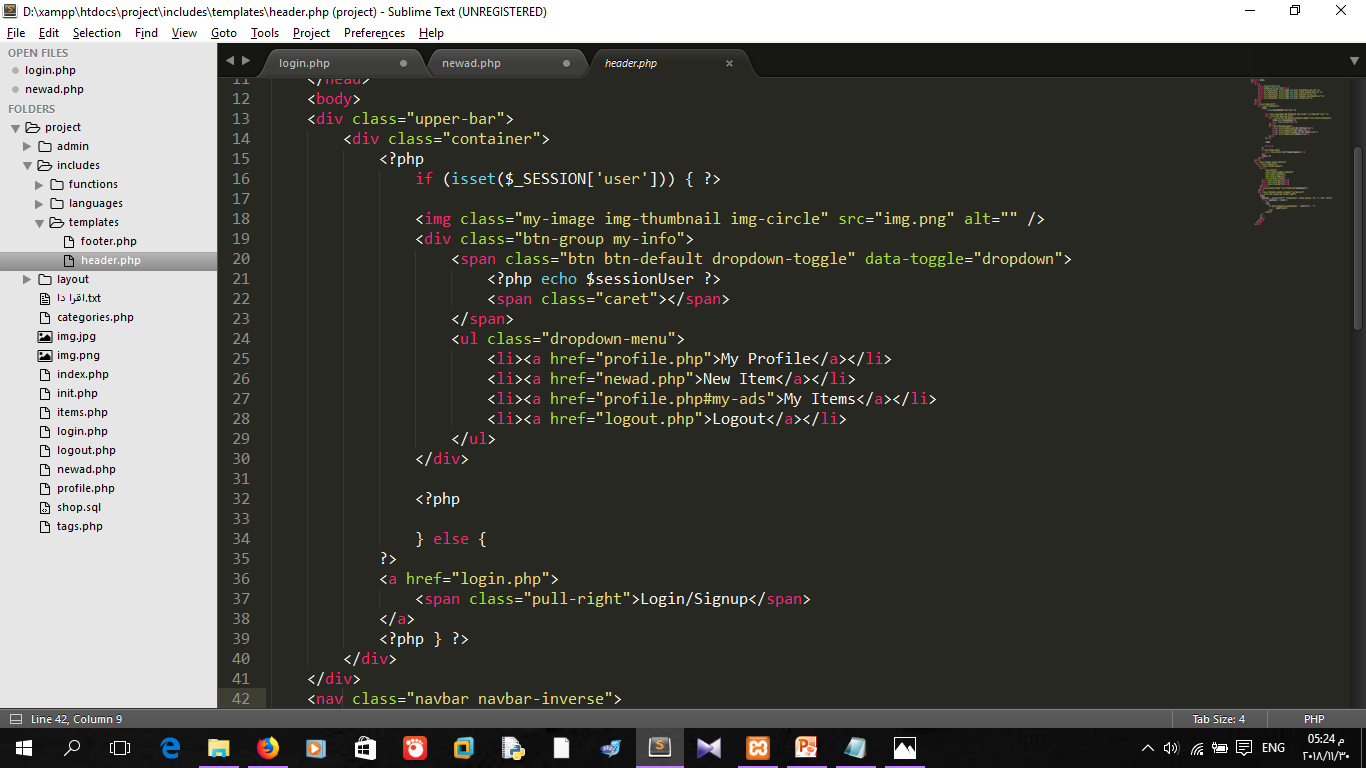 D:\xampp\htdocs\project\includes\templates\header.php (project) - Sublime Text (UNREGISTERED)
File Edit Selection Find View Goto Tools Project Preferences Help
OPEN FILES
login.php
newad.php
FOLDERS
project
admin
includes
functions
languages
templates
footer.php
header.php
layout
اقرا دا.txt
categories.php
img.jpg
img.png
index.php
init.php
items.php
login.php
logout.php
newad.php
profile.php
shop.sql
tags.php
login.php newad.php header.php
11 </head>
12 <body>
13 <div class="upper-bar">
14 <div class="container">
15 <?php
16 if (isset($_SESSION['user'])) { ?>
17
18 <img class="my-image img-thumbnail img-circle" src="img.png" alt="" />
19 <div class="btn-group my-info">
20 <span class="btn btn-default dropdown-toggle" data-toggle="dropdown">
21 <?php echo $sessionUser ?>
22 <span class="caret"></span>
23 </span>
24 <ul class="dropdown-menu">
25 <li><a href="profile.php">My Profile</a></li>
26 <li><a href="newad.php">New Item</a></li>
27 <li><a href="profile.php#my-ads">My Items</a></li>
28 <li><a href="logout.php">Logout</a></li>
29 </ul>
30 </div>
31
32 <?php
33
34 } else {
35 ?>
36 <a href="login.php">
37 <span class="pull-right">Login/Signup</span>
38 </a>
39 <?php } ?>
40 </div>
41 </div>
42 <nav class="navbar navbar-inverse">
Line 42, Column 9 Tab Size: 4 PHP
ENG
05:24 م
٢٠١٨/١١/٣٠